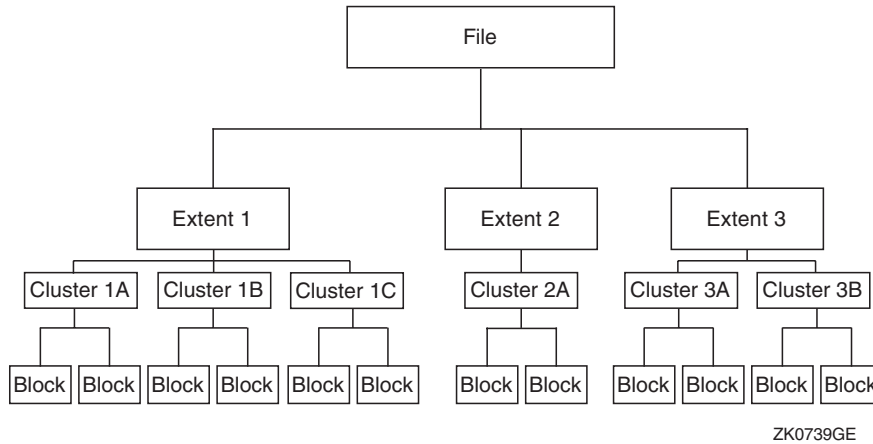 File
Extent 1 Extent 2 Extent 3
Cluster 1A Cluster 1B Cluster 1C Cluster 2A Cluster 3A Cluster 3B
Block Block Block Block Block Block Block Block Block Block Block Block
ZK0739GE